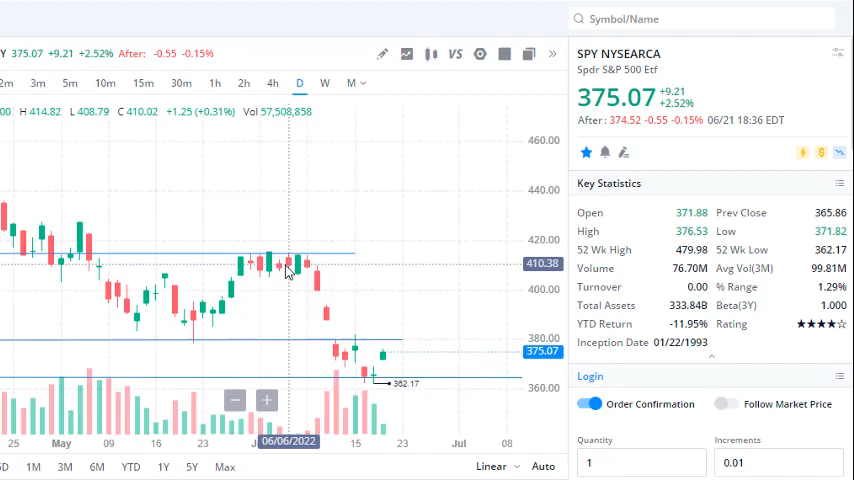 Symbol/Name
Y 375.07 +9.21 +2.52% After: -0.55 -0.15%
VS
SPY NYSEARCA
Spdr S&P 500 Etf
2m 3m 5m 10m 15m 30m 1h 2h 4h D W M
375.07 +9.21 +2.52%
00 H 414.82 L 408.79 C 410.02 +1.25 (+0.31%) Vol 57,508,858
After : 374.52 -0.55 -0.15% 06/21 18:36 EDT
460.00
440.00
420.00
410.38
400.00
380.00
375.07
360.00
362.17
25 May 09 16 23 06/06/2022 15 23 Jul 08
5D 1M 3M 6M YTD 1Y 5Y Max Linear Auto
Key Statistics
Open 371.88 Prev Close 365.86
High 376.53 Low 371.82
52 Wk High 479.98 52 Wk Low 362.17
Volume 76.70M Avg Vol(3M) 99.81M
Turnover 0.00 % Range 1.29%
Total Assets 333.84B Beta(3Y) 1.000
YTD Return -11.95% Rating ★★★★☆
Inception Date 01/22/1993
Login
Order Confirmation Follow Market Price
Quantity Increments
1 0.01